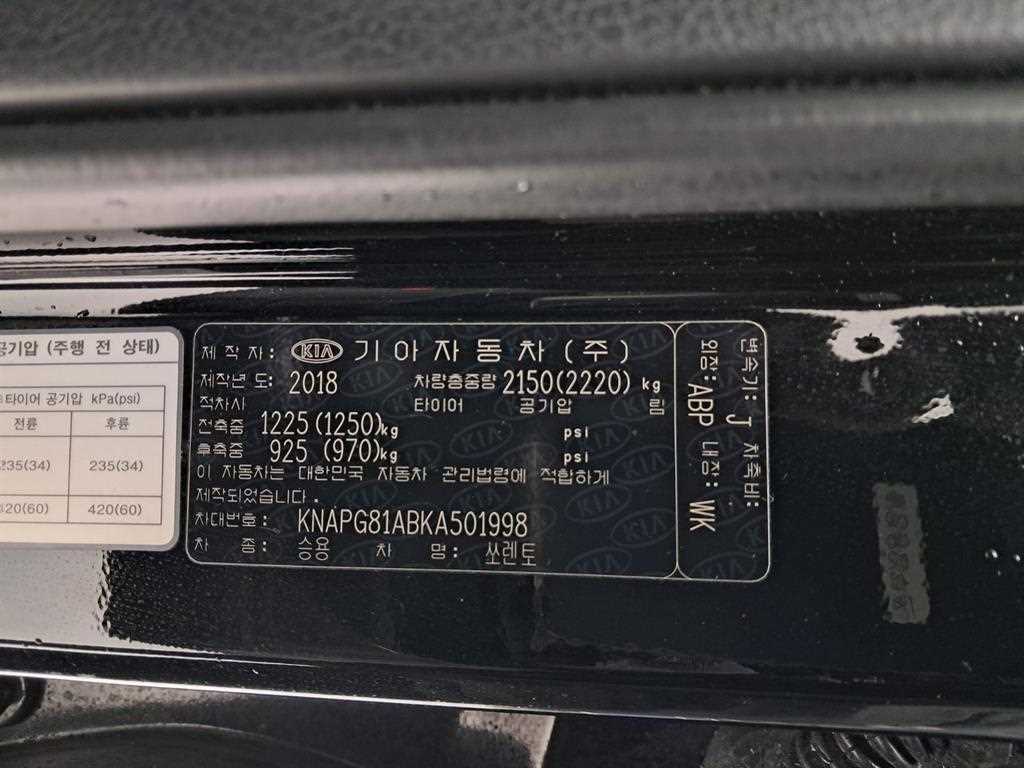 공기압 (주행 전 상태)
타이어 공기압 kPa(psi)
전륜 후륜
235(34) 235(34)
420(60) 420(60)
제 작 자: KIA 기아자동차(주)
제작년 도: 2018 차량총중량 2150(2220) kg
적차시 타이어 공기압 림
전축중 1225 (1250)kg psi
후축중 925 (970)kg psi
이 자동차는 대한민국 자동차 관리법령에 적합하게
제작되었습니다.
차대번호: KNAPG81ABKA501998
차 종: 승용 차 명: 쏘렌토
변속기: J 차축비:
외장: ABP 내장: WK